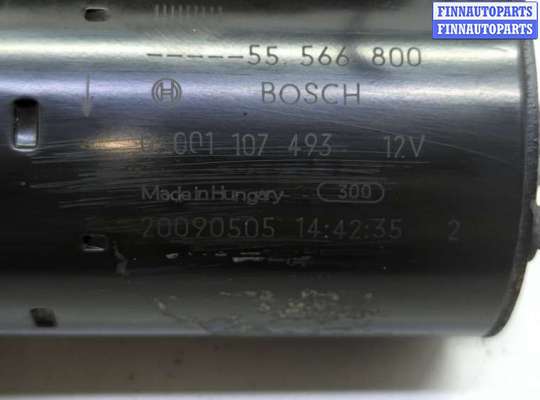 FINNAUTOPARTS
FINNAUTOPARTS
-----55 566 800
BOSCH
0 001 107 493 12V
Made in Hungary 300
20090505 14:42:35 2